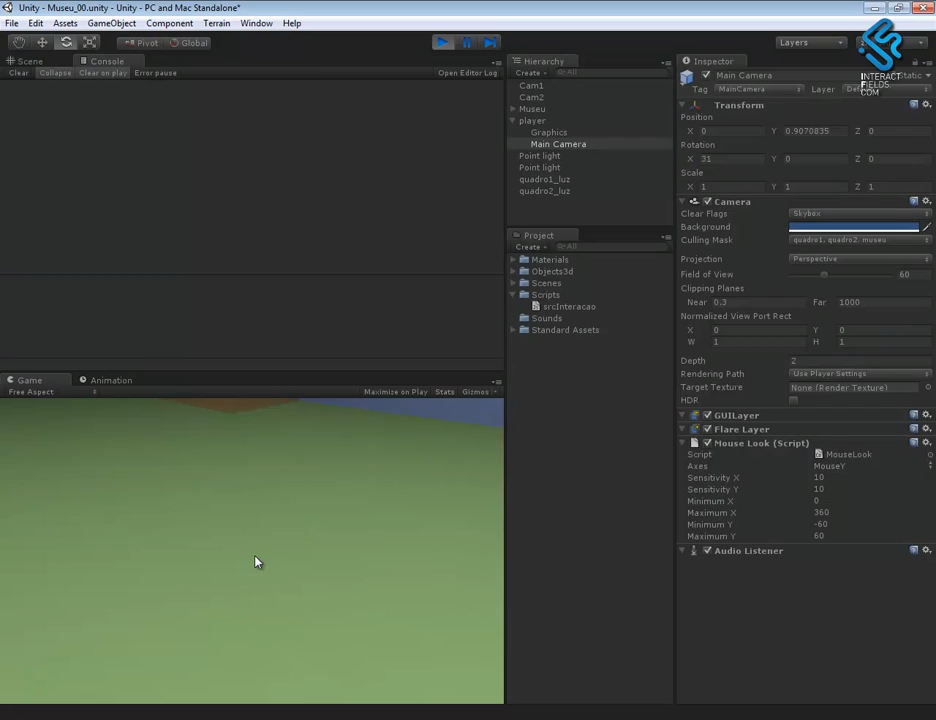 Unity - Museu_00.unity - Unity - PC and Mac Standalone*
File Edit Assets GameObject Component Terrain Window Help
Pivot Global Layers
INTERACT
FIELDS
.COM
Scene Console
Clear Collapse Clear on play Error pause Open Editor Log
Hierarchy
Create All
Cam1
Cam2
Museu
player
Graphics
Main Camera
Point light
Point light
quadro1_luz
quadro2_luz
Project
Create All
Materials
Objects3d
Scenes
Scripts
srcInteracao
Sounds
Standard Assets
Inspector
Main Camera Static
Tag MainCamera Layer
Transform
Position
X 0 Y 0.9070835 Z 0
Rotation
X 31 Y 0 Z 0
Scale
X 1 Y 1 Z 1
Camera
Clear Flags Skybox
Background
Culling Mask quadro1, quadro2, museu
Projection Perspective
Field of View 60
Clipping Planes
Near 0.3 Far 1000
Normalized View Port Rect
X 0 Y 0
W 1 H 1
Depth 2
Rendering Path Use Player Settings
Target Texture None (Render Texture)
HDR
GUILayer
Flare Layer
Mouse Look (Script)
Script MouseLook
Axes MouseY
Sensitivity X 10
Sensitivity Y 10
Minimum X 0
Maximum X 360
Minimum Y -60
Maximum Y 60
Audio Listener
Game Animation
Free Aspect Maximize on Play Stats Gizmos